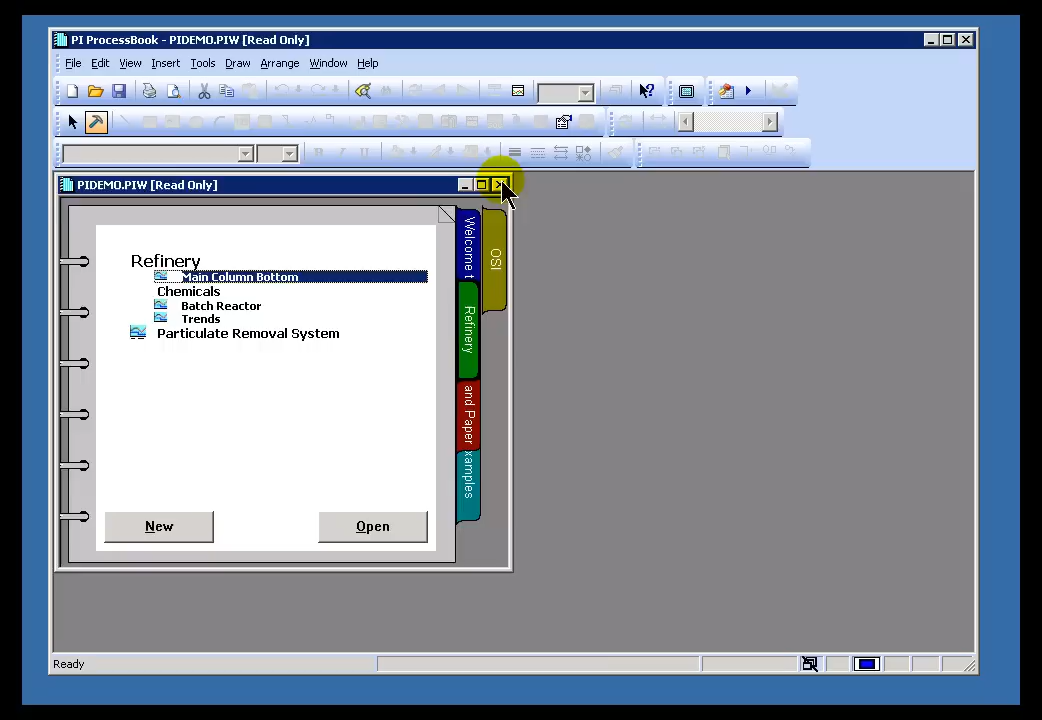 PI ProcessBook - PIDEMO.PIW [Read Only]
File Edit View Insert Tools Draw Arrange Window Help
B I U
PIDEMO.PIW [Read Only]
Refinery
Main Column Bottom
Chemicals
Batch Reactor
Trends
Particulate Removal System
New Open
Welcome t
OSI
Refinery
and Paper
xamples
Ready